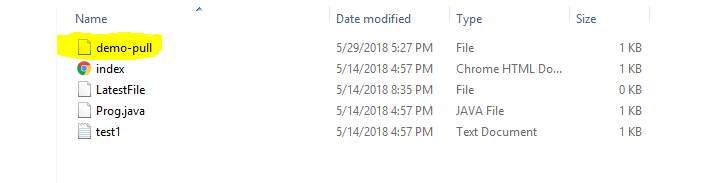 Name Date modified Type Size
demo-pull 5/29/2018 5:27 PM File 1 KB
index 5/14/2018 4:57 PM Chrome HTML Do... 1 KB
LatestFile 5/14/2018 8:35 PM File 0 KB
Prog.java 5/14/2018 4:57 PM JAVA File 1 KB
test1 5/14/2018 4:57 PM Text Document 1 KB